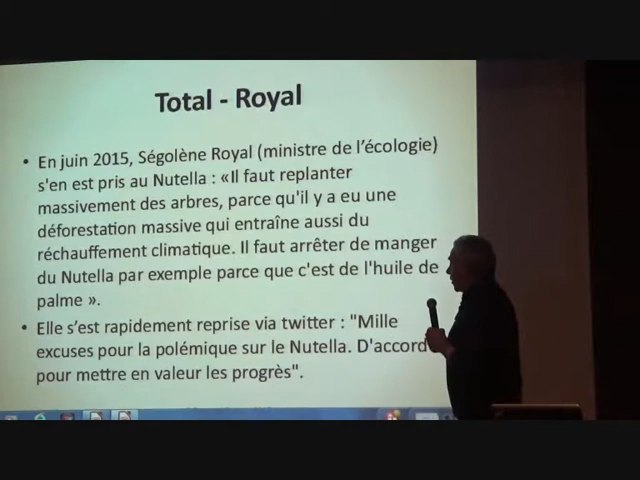 Total - Royal
• En juin 2015, Ségolène Royal (ministre de l'écologie)
s'en est pris au Nutella : «Il faut replanter
massivement des arbres, parce qu'il y a eu une
déforestation massive qui entraîne aussi du
réchauffement climatique. Il faut arrêter de manger
du Nutella par exemple parce que c'est de l'huile de
palme ».
• Elle s'est rapidement reprise via twitter : "Mille
excuses pour la polémique sur le Nutella. D'accord
pour mettre en valeur les progrès".